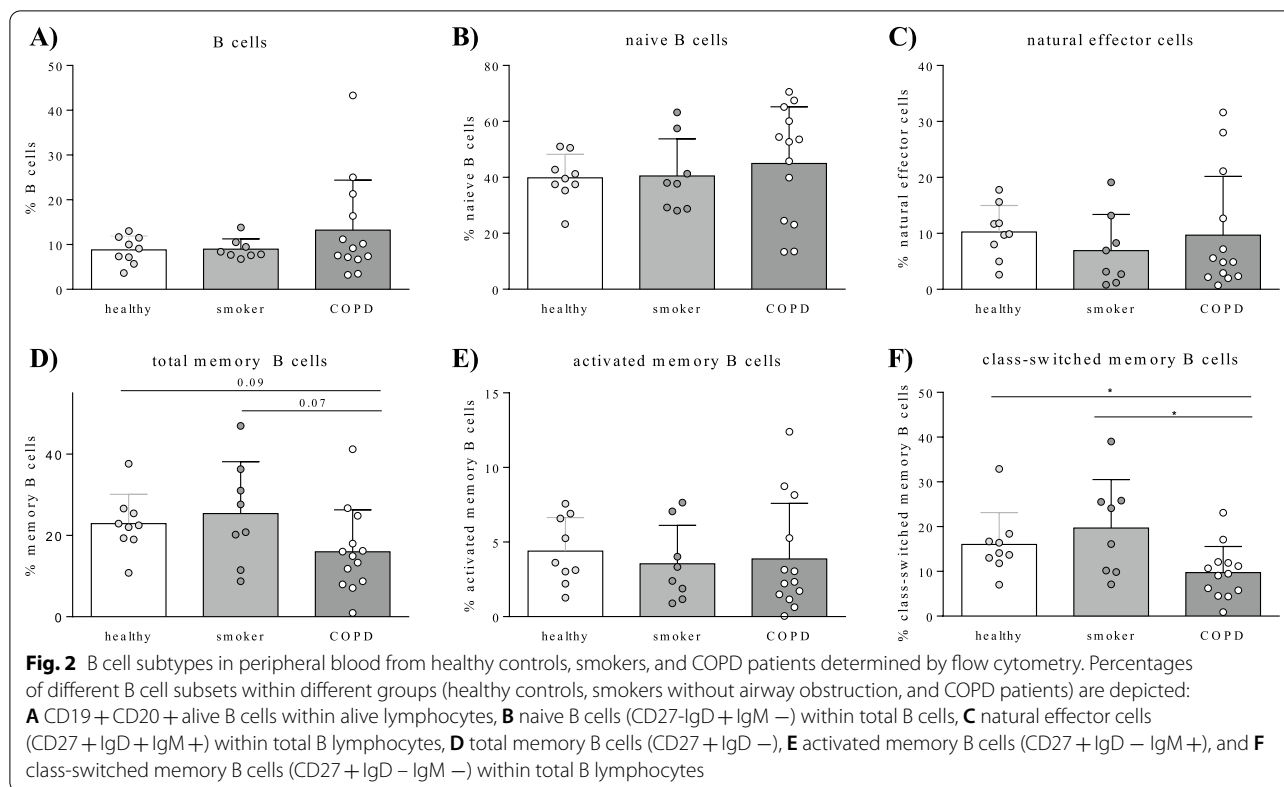 A)
B cells
% B cells
50
40
30
20
10
0
healthy smoker COPD
B)
naive B cells
% naieve B cells
80
60
40
20
0
healthy smoker COPD
C)
natural effector cells
% natural effector cells
40
30
20
10
0
healthy smoker COPD
D)
total memory B cells
0.09
0.07
% memory B cells
40
20
0
healthy smoker COPD
E)
activated memory B cells
% activated memory B cells
15
10
5
0
healthy smoker COPD
F)
class-switched memory B cells
*
*
% class-switched memory B cells
50
40
30
20
10
0
healthy smoker COPD
Fig. 2 B cell subtypes in peripheral blood from healthy controls, smokers, and COPD patients determined by flow cytometry. Percentages
of different B cell subsets within different groups (healthy controls, smokers without airway obstruction, and COPD patients) are depicted:
A CD19 + CD20 + alive B cells within alive lymphocytes, B naive B cells (CD27-IgD + IgM −) within total B cells, C natural effector cells
(CD27 + IgD + IgM +) within total B lymphocytes, D total memory B cells (CD27 + IgD −), E activated memory B cells (CD27 + IgD − IgM +), and F
class-switched memory B cells (CD27 + IgD – IgM −) within total B lymphocytes